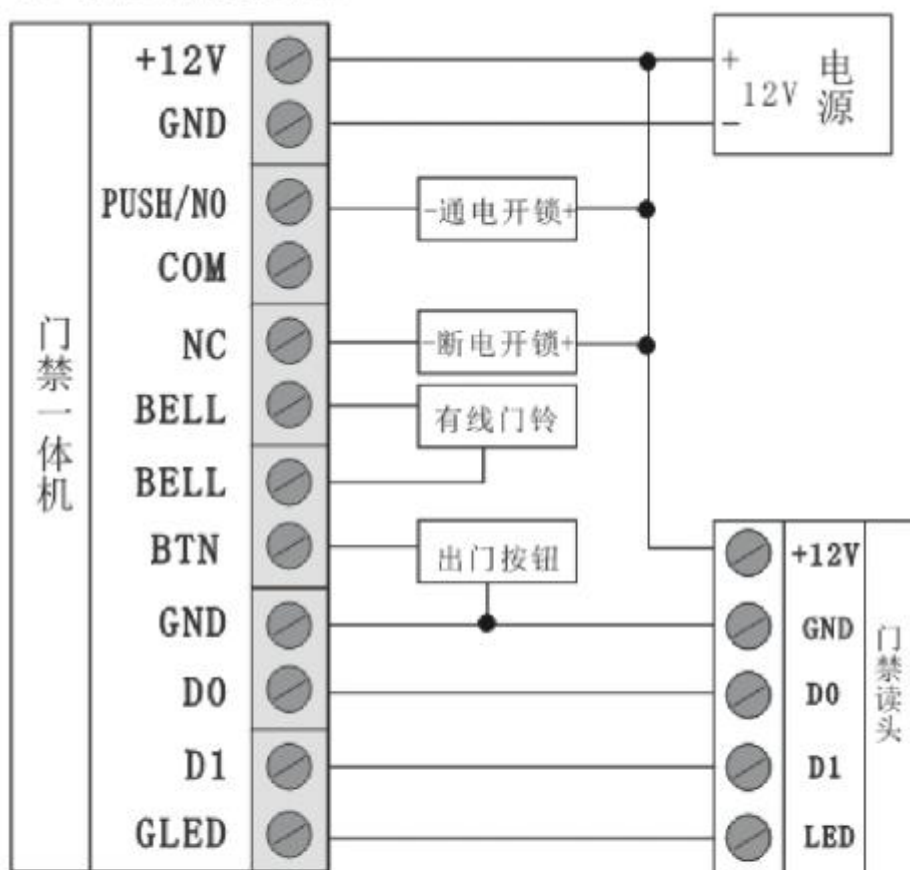 门禁一体机
+12V
GND
PUSH/NO
COM
NC
BELL
BELL
BTN
GND
D0
D1
GLED
-通电开锁+
-断电开锁+
有线门铃
出门按钮
+
12V
-
电源
+12V
GND
D0
D1
LED
门禁读头